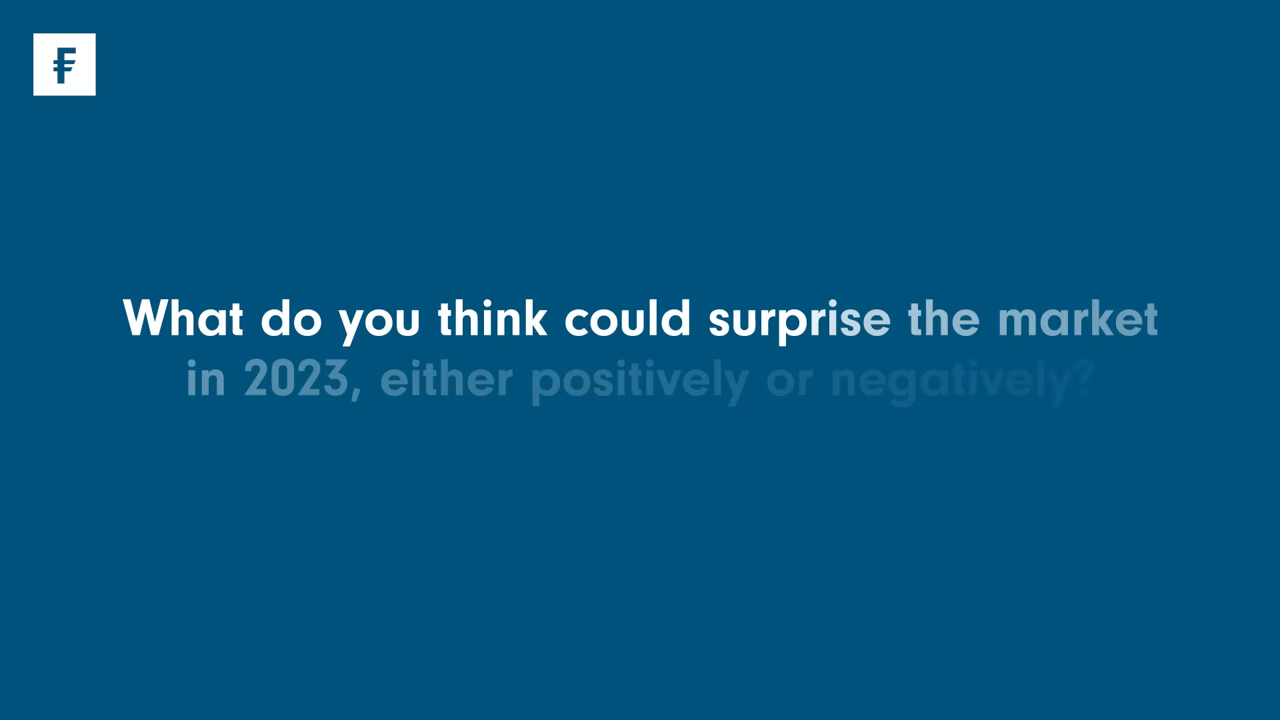 What do you think could surprise the market
in 2023, either positively or negatively?